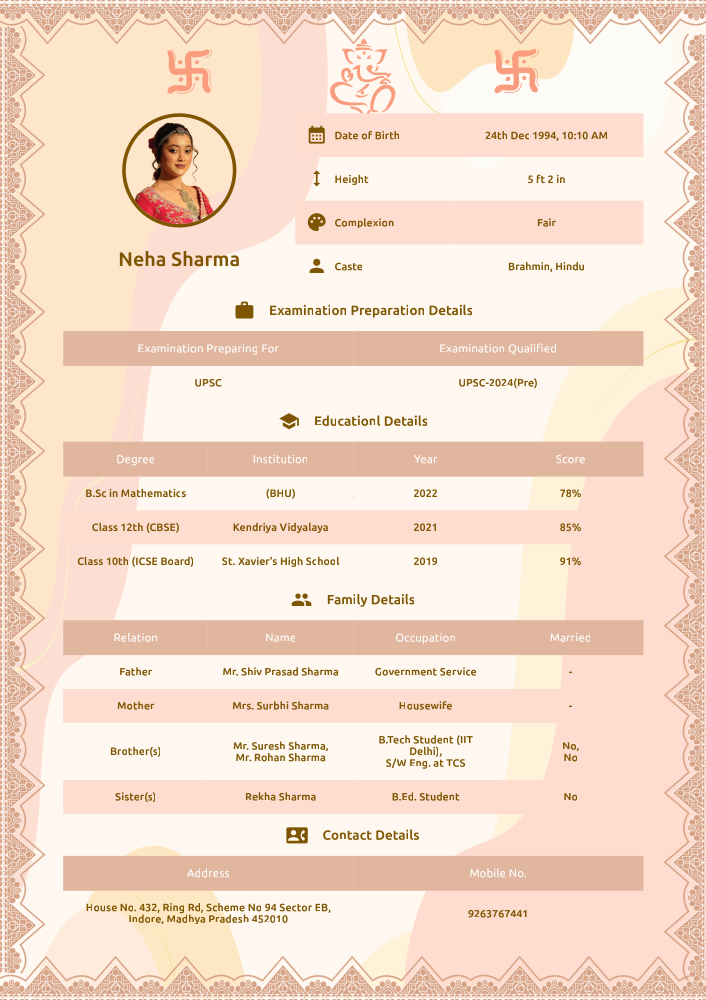 Neha Sharma
Date of Birth 24th Dec 1994, 10:10 AM
Height 5 ft 2 in
Complexion Fair
Caste Brahmin, Hindu
Examination Preparation Details
Examination Preparing For Examination Qualified
UPSC UPSC-2024(Pre)
Educationl Details
Degree Institution Year Score
B.Sc in Mathematics (BHU) 2022 78%
Class 12th (CBSE) Kendriya Vidyalaya 2021 85%
Class 10th (ICSE Board) St. Xavier's High School 2019 91%
Family Details
Relation Name Occupation Married
Father Mr. Shiv Prasad Sharma Government Service -
Mother Mrs. Surbhi Sharma Housewife -
Brother(s) Mr. Suresh Sharma,
Mr. Rohan Sharma B.Tech Student (IIT
Delhi),
S/W Eng. at TCS No,
No
Sister(s) Rekha Sharma B.Ed. Student No
Contact Details
Address Mobile No.
House No. 432, Ring Rd, Scheme No 94 Sector EB,
Indore, Madhya Pradesh 452010 9263767441